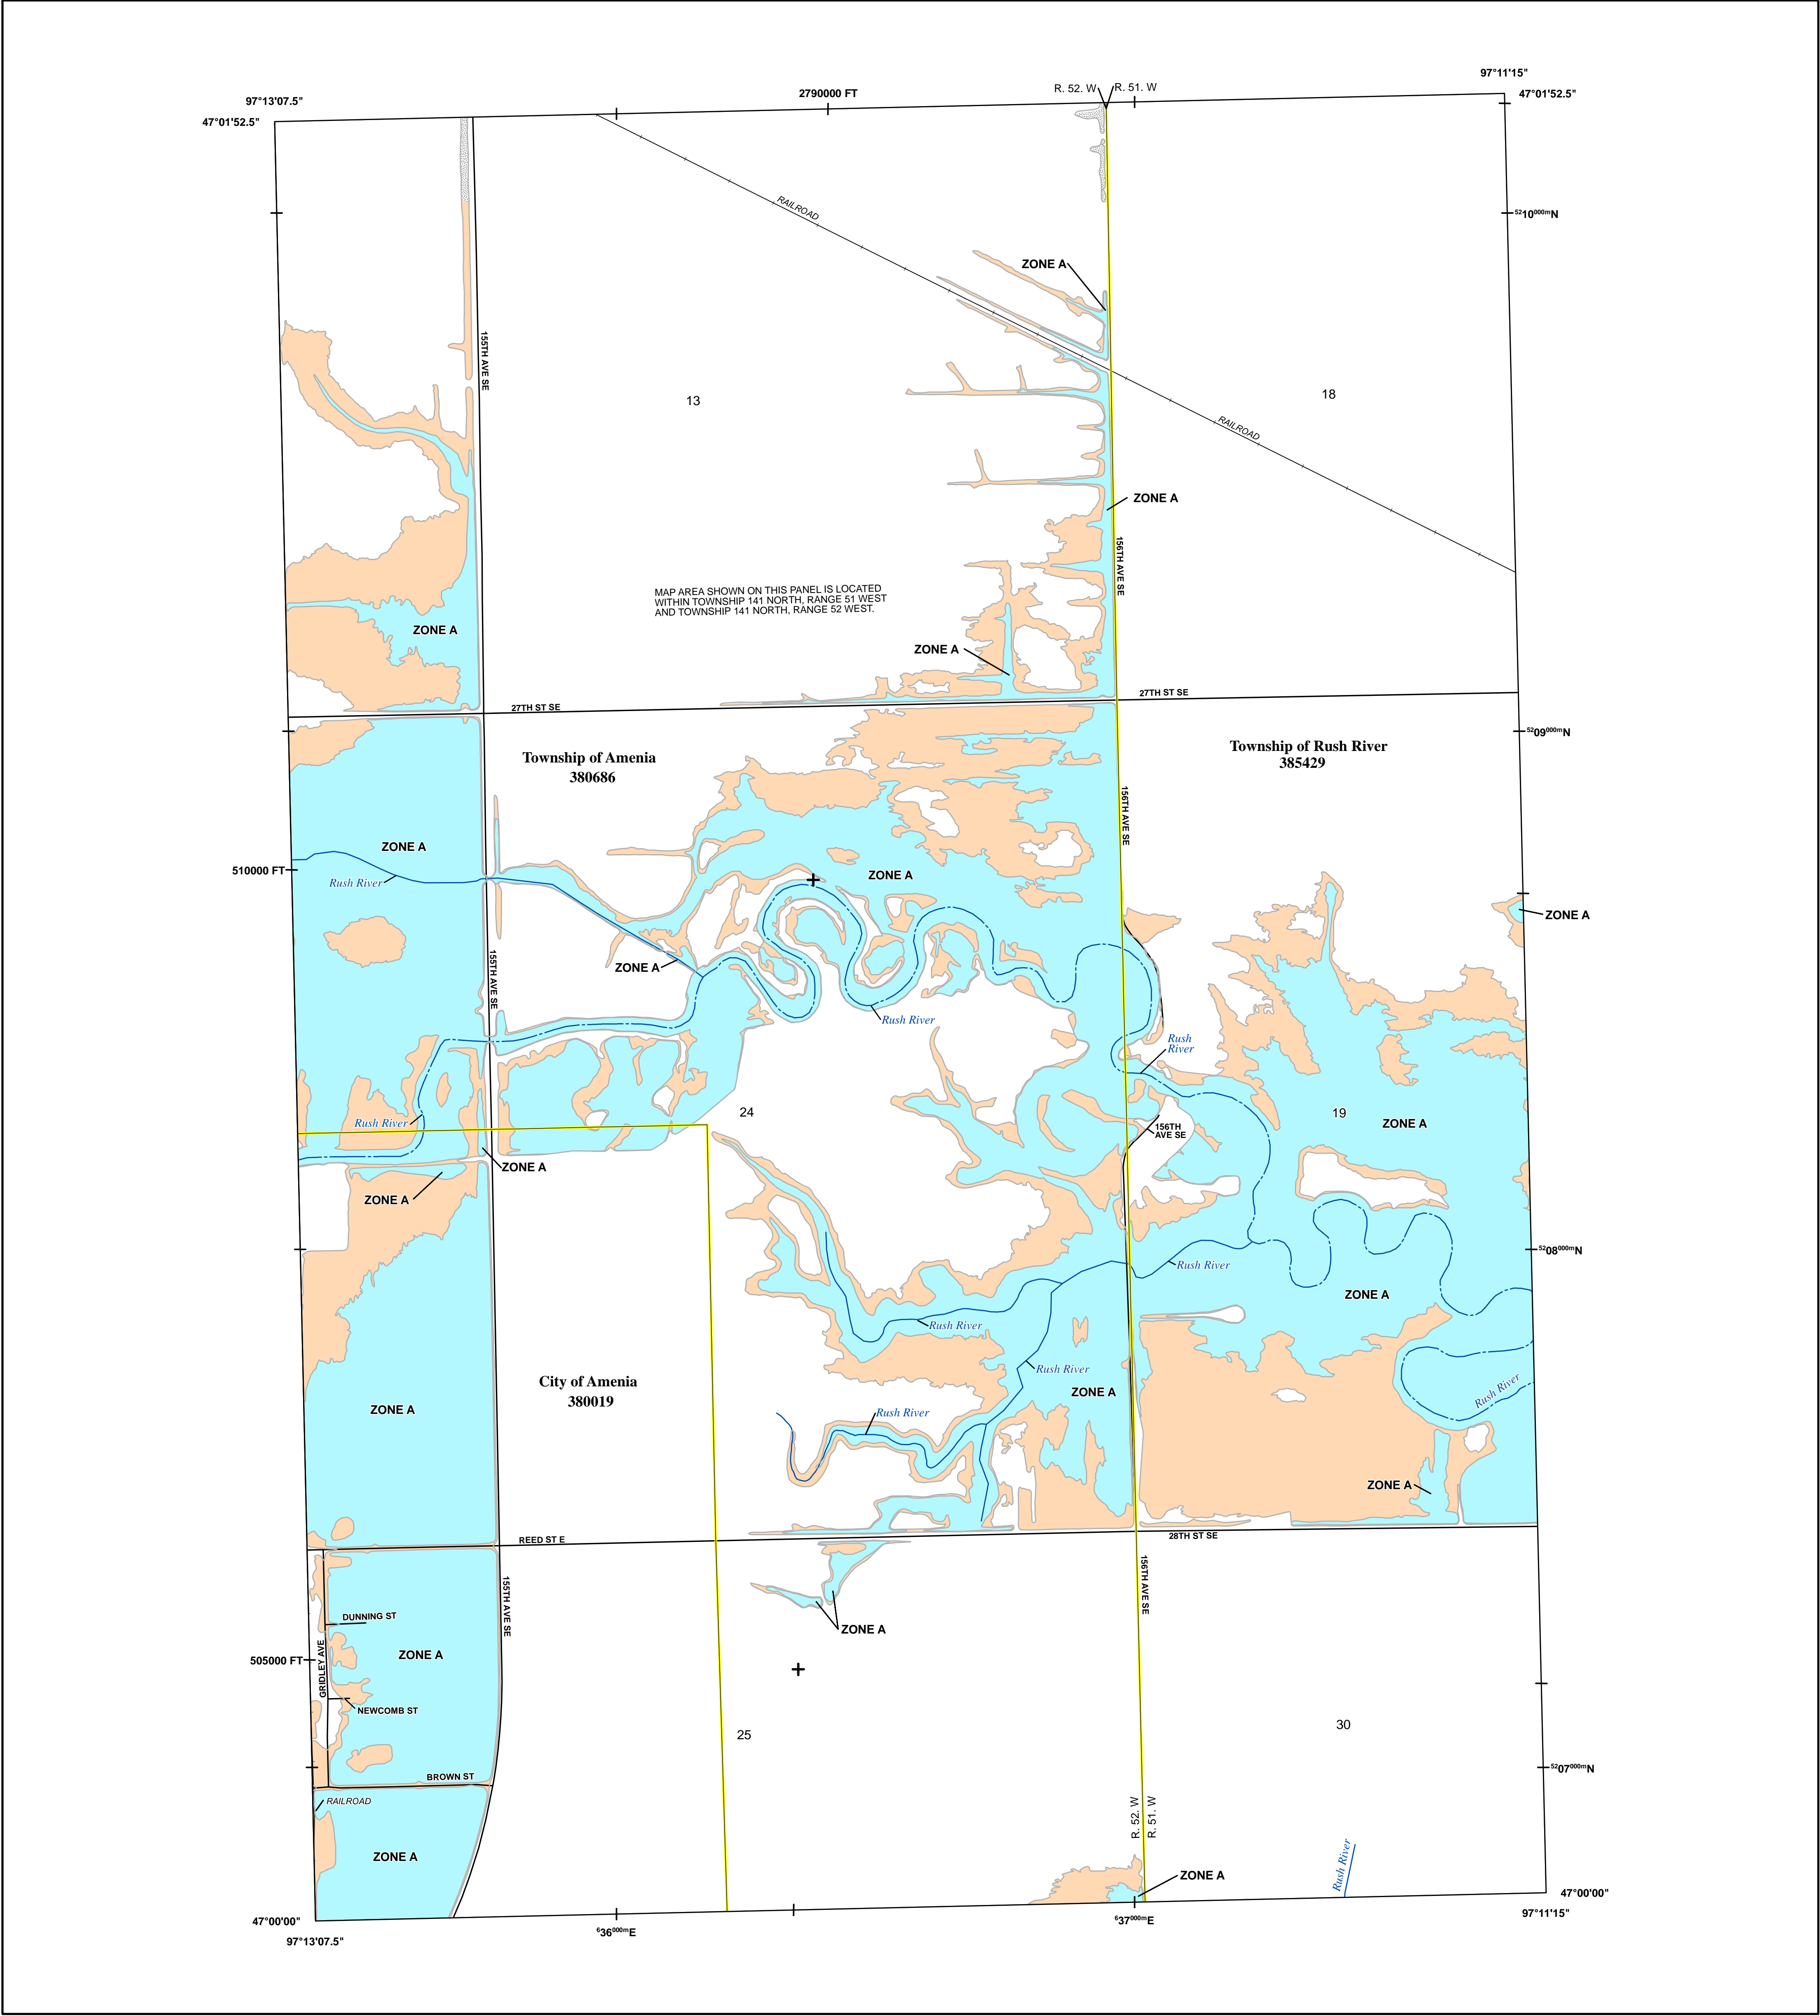 97°13'07.5"
2790000 FT
R. 52. W
R. 51. W
97°11'15"
47°01'52.5"
47°01'52.5"
RAILROAD
5210000mN
ZONE A
155TH AVE SE
13
18
RAILROAD
ZONE A
156TH AVE SE
MAP AREA SHOWN ON THIS PANEL IS LOCATED
WITHIN TOWNSHIP 141 NORTH, RANGE 51 WEST
AND TOWNSHIP 141 NORTH, RANGE 52 WEST.
ZONE A
ZONE A
27TH ST SE
27TH ST SE
Township of Amenia
380686
Township of Rush River
385429
5209000mN
156TH AVE SE
ZONE A
510000 FT
Rush River
ZONE A
ZONE A
155TH AVE SE
ZONE A
Rush River
Rush
River
24
19
Rush River
ZONE A
156TH
AVE SE
ZONE A
ZONE A
5208000mN
Rush River
ZONE A
Rush River
Rush River
City of Amenia
380019
ZONE A
Rush River
ZONE A
Rush River
ZONE A
REED ST E
28TH ST SE
155TH AVE SE
156TH AVE SE
DUNNING ST
ZONE A
ZONE A
505000 FT
GRIDLEY AVE
NEWCOMB ST
25
30
BROWN ST
5207000mN
RAILROAD
R. 52. W
R. 51. W
ZONE A
ZONE A
Rush River
47°00'00"
47°00'00"
97°13'07.5"
636000mE
637000mE
97°11'15"